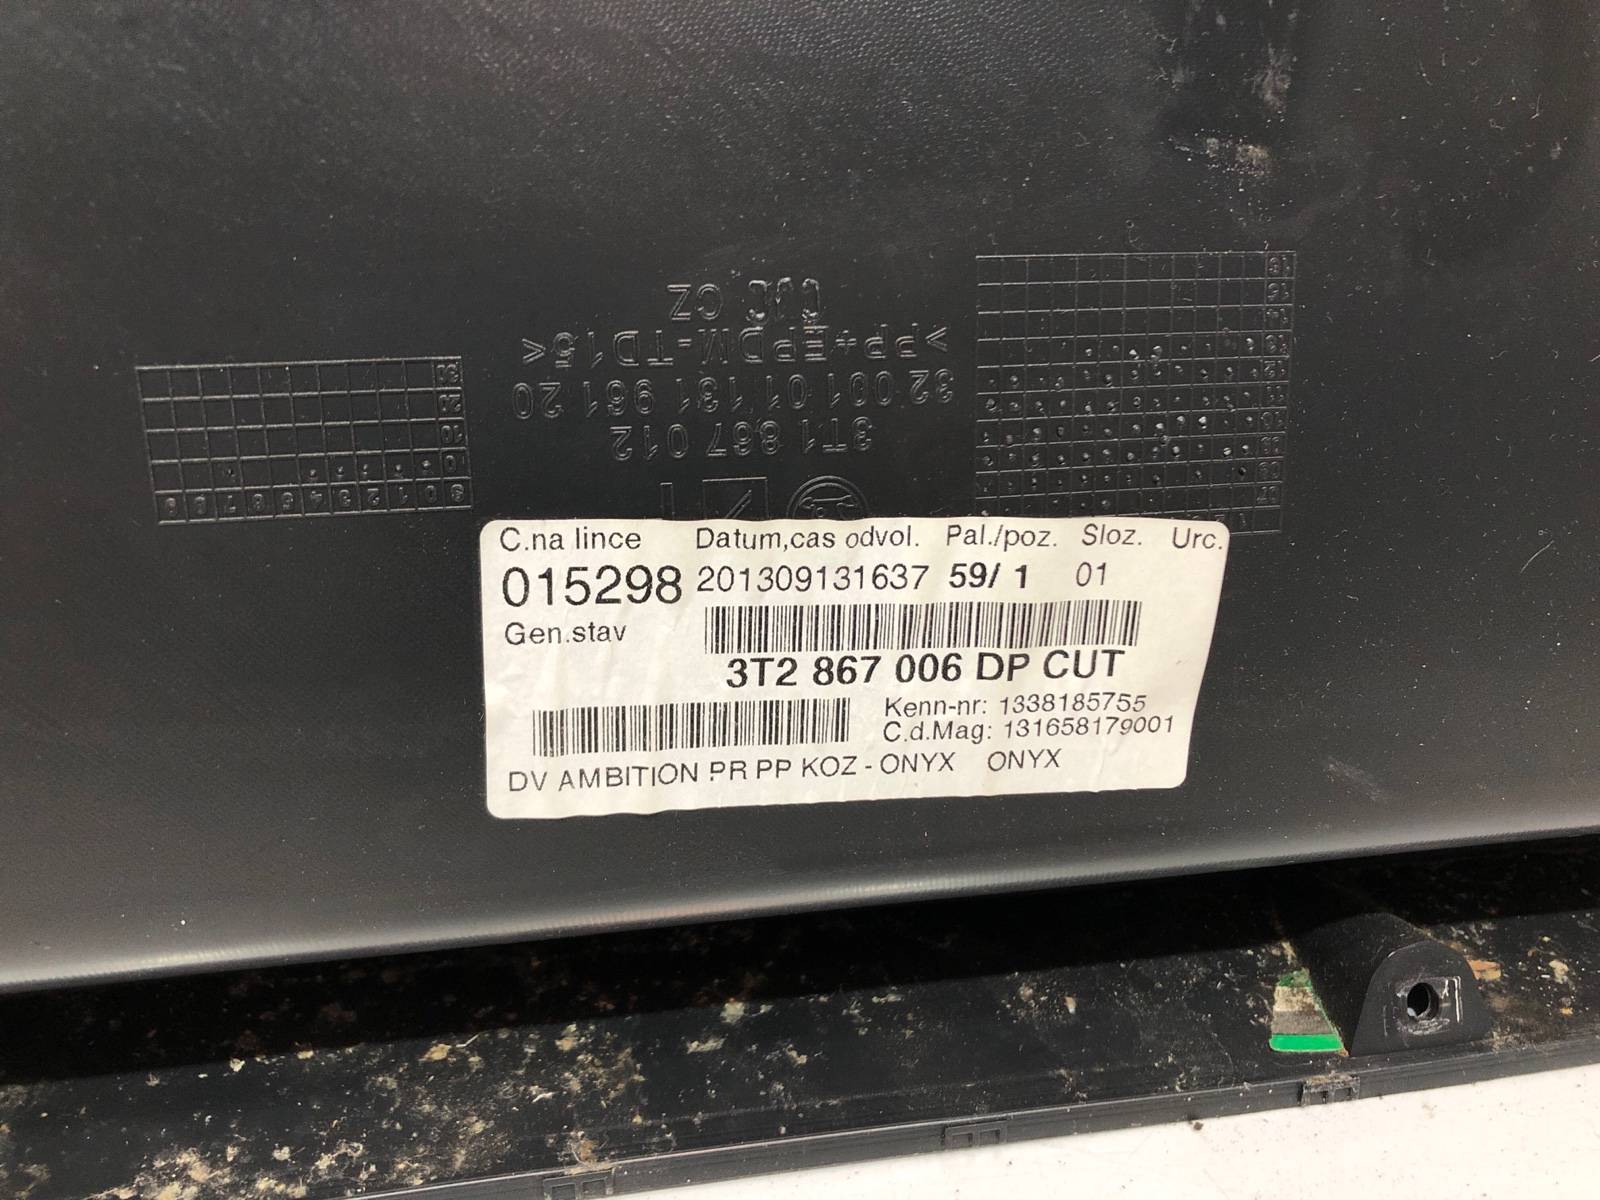 CZ
>PP+EPDM-TD15<
32 001 01 131 961 20
3T1 867 012
C.na lince Datum,cas odvol. Pal./poz. Sloz. Urc.
015298 201309131637 59/ 1 01
Gen.stav
3T2 867 006 DP CUT
Kenn-nr: 1338185755
C.d.Mag: 131658179001
DV AMBITION PR PP KOZ - ONYX ONYX